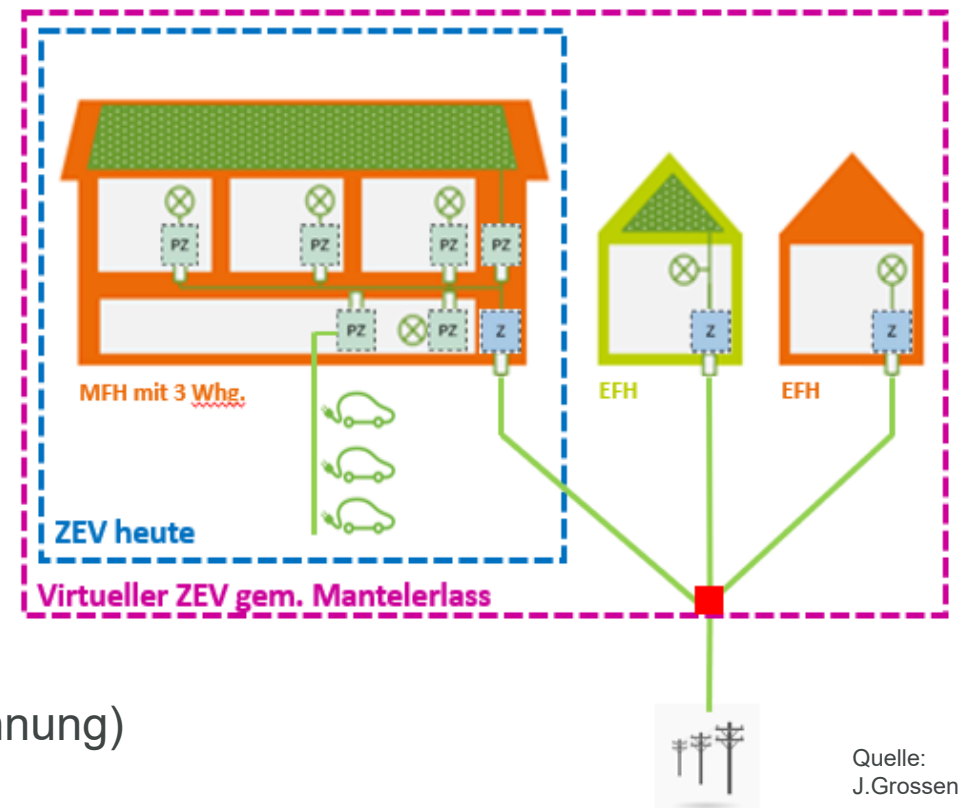 PZ
PZ
PZ
PZ
PZ
PZ
Z
Z
Z
MFH mit 3 Whg.
EFH
EFH
ZEV heute
Virtueller ZEV gem. Mantelerlass
nnung)
Quelle:
J.Grossen